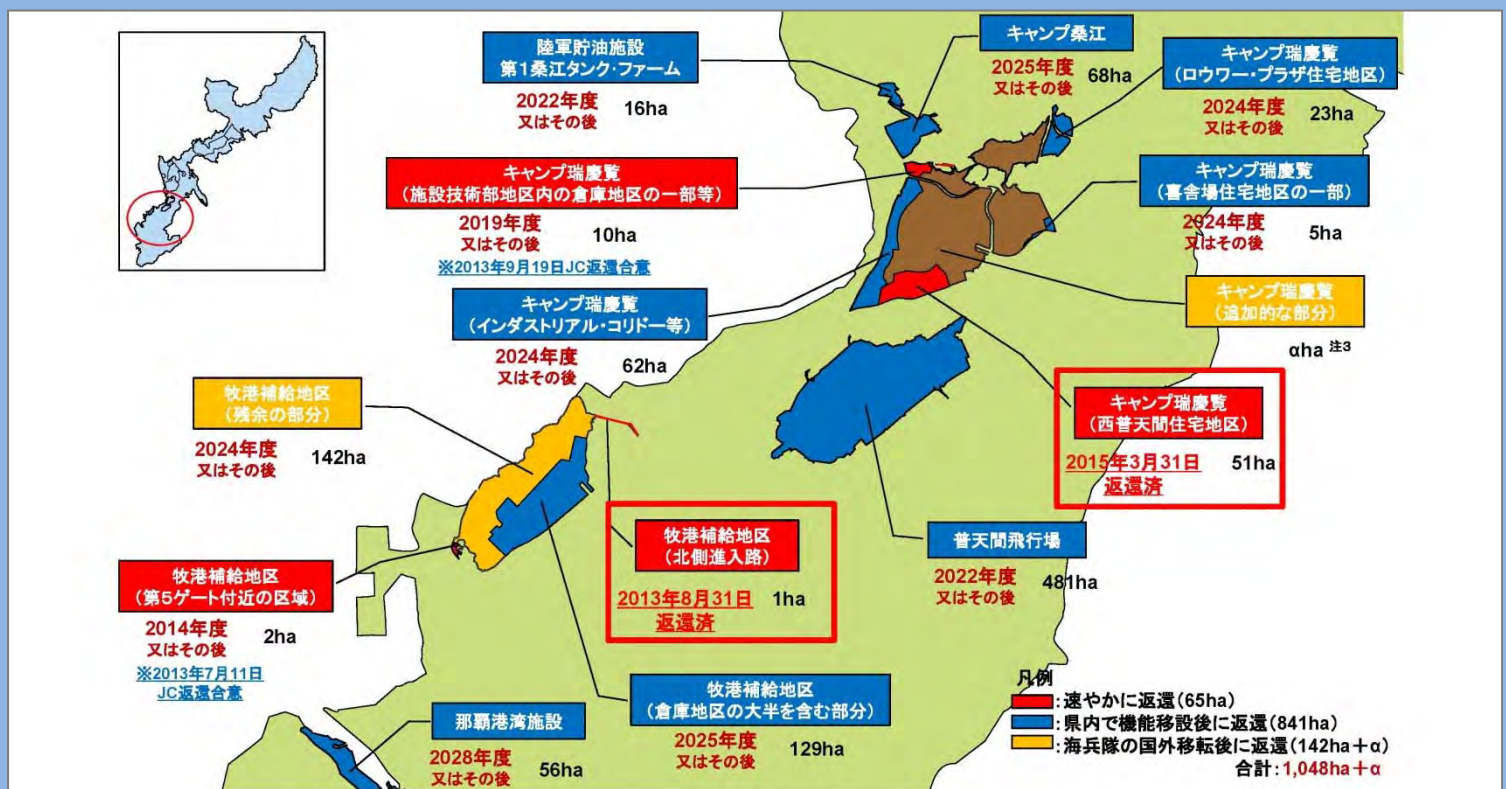 陸軍貯油施設
第1桑江タンク・ファーム
2022年度
又はその後
16ha
キャンプ桑江
2025年度
又はその後
68ha
キャンプ瑞慶覧
（ロウワー・プラザ住宅地区）
2024年度
又はその後
23ha
キャンプ瑞慶覧
（施設技術部地区内の倉庫地区の一部等）
2019年度
又はその後
10ha
※2013年9月19日JC返還合意
キャンプ瑞慶覧
（喜舎場住宅地区の一部）
2024年度
又はその後
5ha
キャンプ瑞慶覧
（インダストリアル・コリドー等）
2024年度
又はその後
62ha
キャンプ瑞慶覧
（追加的な部分）
αha 注3
牧港補給地区
（残余の部分）
2024年度
又はその後
142ha
キャンプ瑞慶覧
（西普天間住宅地区）
2015年3月31日
返還済
51ha
牧港補給地区
（北側進入路）
2013年8月31日
返還済
1ha
普天間飛行場
2022年度
又はその後
481ha
牧港補給地区
（第5ゲート付近の区域）
2014年度
又はその後
2ha
※2013年7月11日
JC返還合意
牧港補給地区
（倉庫地区の大半を含む部分）
2025年度
又はその後
129ha
那覇港湾施設
2028年度
又はその後
56ha
凡例
：速やかに返還（65ha）
：県内で機能移設後に返還（841ha）
：海兵隊の国外移転後に返還（142ha＋α）
合計：1,048ha＋α